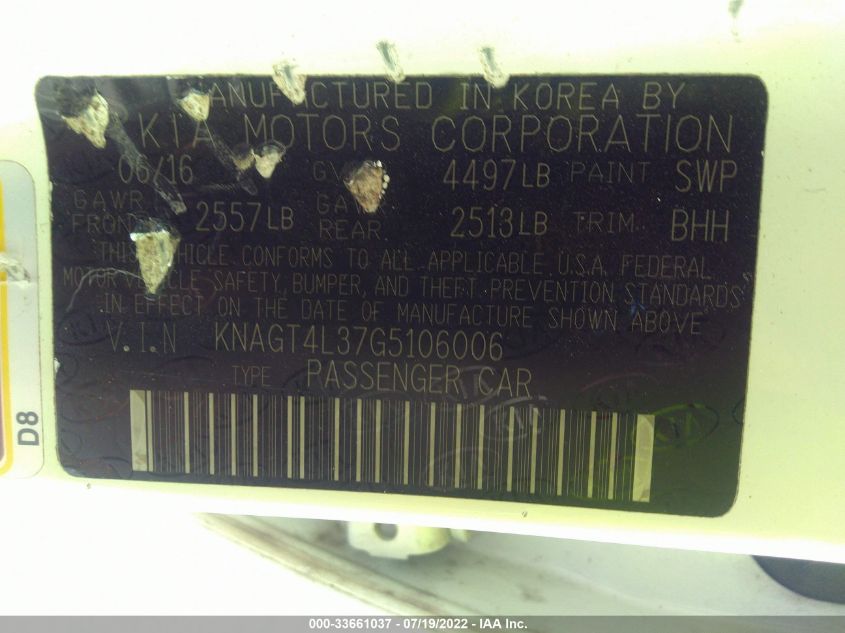 MANUFACTURED IN KOREA BY
KIA MOTORS CORPORATION
06/16 4497LB PAINT SWP
GAWR
FRONT 2557LB REAR 2513LB TRIM BHH
THIS VEHICLE CONFORMS TO ALL APPLICABLE U.S.A. FEDERAL
MOTOR VEHICLE SAFETY, BUMPER, AND THEFT PREVENTION STANDARDS
IN EFFECT ON THE DATE OF MANUFACTURE SHOWN ABOVE.
V.I.N KNAGT4L37G5106006
TYPE PASSENGER CAR
D8
000-33661037 - 07/19/2022 - IAA